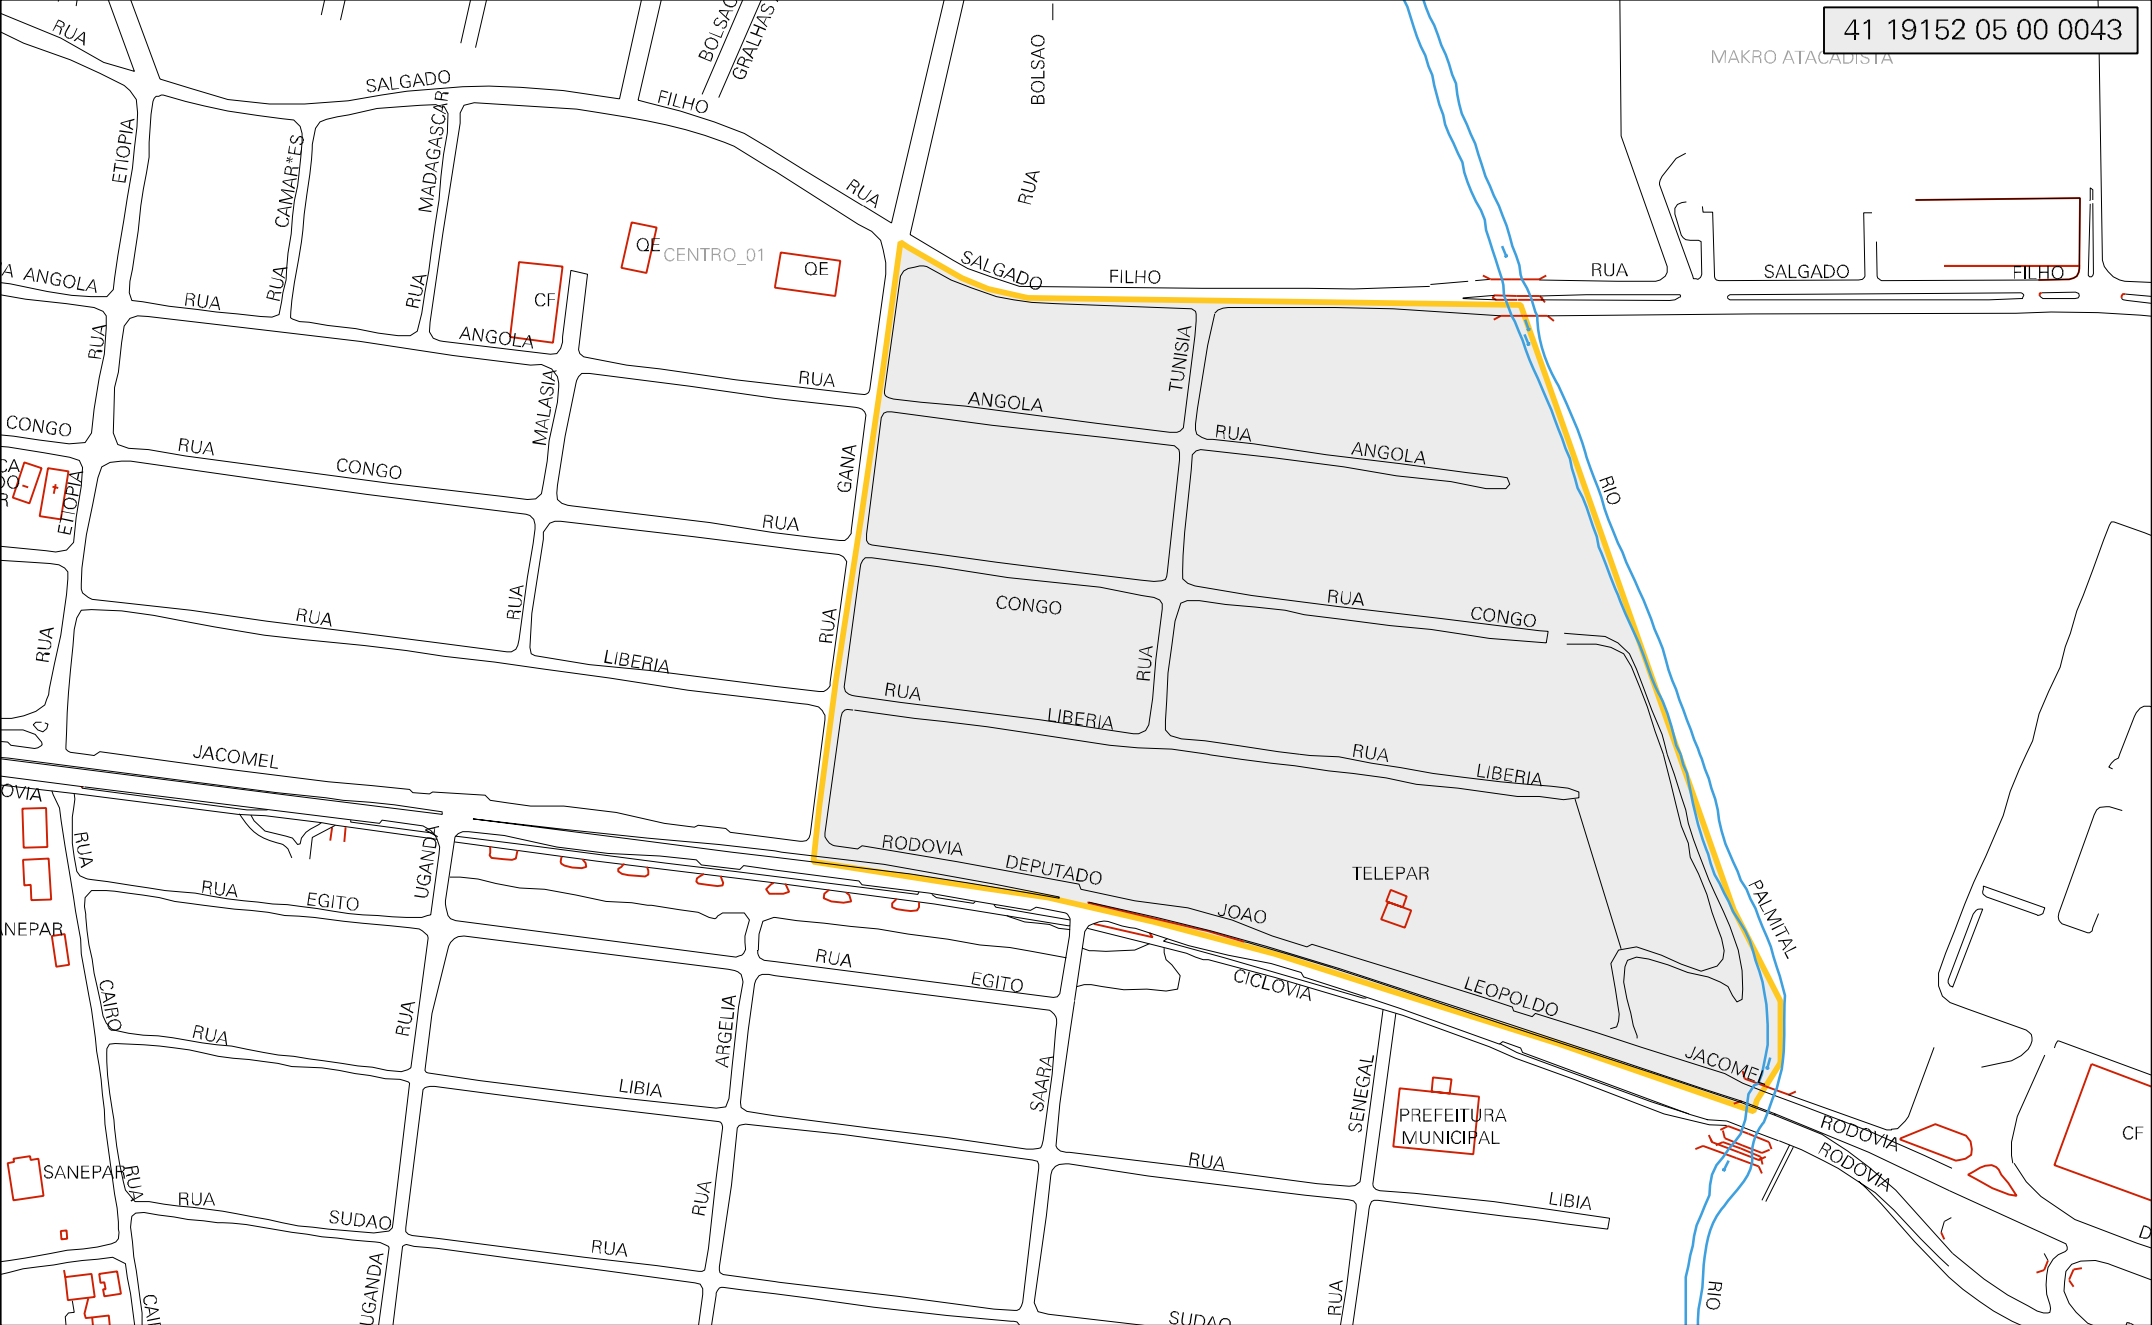 41 19152 05 00 0043
MAKRO ATACADISTA
RUA
SALGADO
FILHO
BOLSAO
GRALHAS
BOLSAO
RUA
ETIOPIA
CAMAR*ES
MADAGASCAR
RUA
QE
CENTRO_01
QE
CF
SALGADO
FILHO
RUA
SALGADO
FILHO
ANGOLA
RUA
RUA
RUA
ANGOLA
RUA
RUA
TUNISIA
ANGOLA
RUA
ANGOLA
MALASIA
CONGO
RUA
CONGO
GANA
RUA
ETIOPIA
RIO
RUA
CONGO
RUA
CONGO
RUA
RUA
RUA
RUA
LIBERIA
RUA
RUA
LIBERIA
RUA
LIBERIA
JACOMEL
RODOVIA
DEPUTADO
JOAO
LEOPOLDO
JACOMEL
TELEPAR
PALMITAL
RUA
UGANDA
RUA
EGITO
RUA
EGITO
CICLOVIA
CAIRO
RUA
RUA
ARGELIA
LIBIA
SAARA
SENEGAL
PREFEITURA
MUNICIPAL
RODOVIA
RODOVIA
CF
SANEPAR
RUA
RUA
SUDAO
RUA
RUA
RUA
LIBIA
UGANDA
RUA
SUDAO
RIO